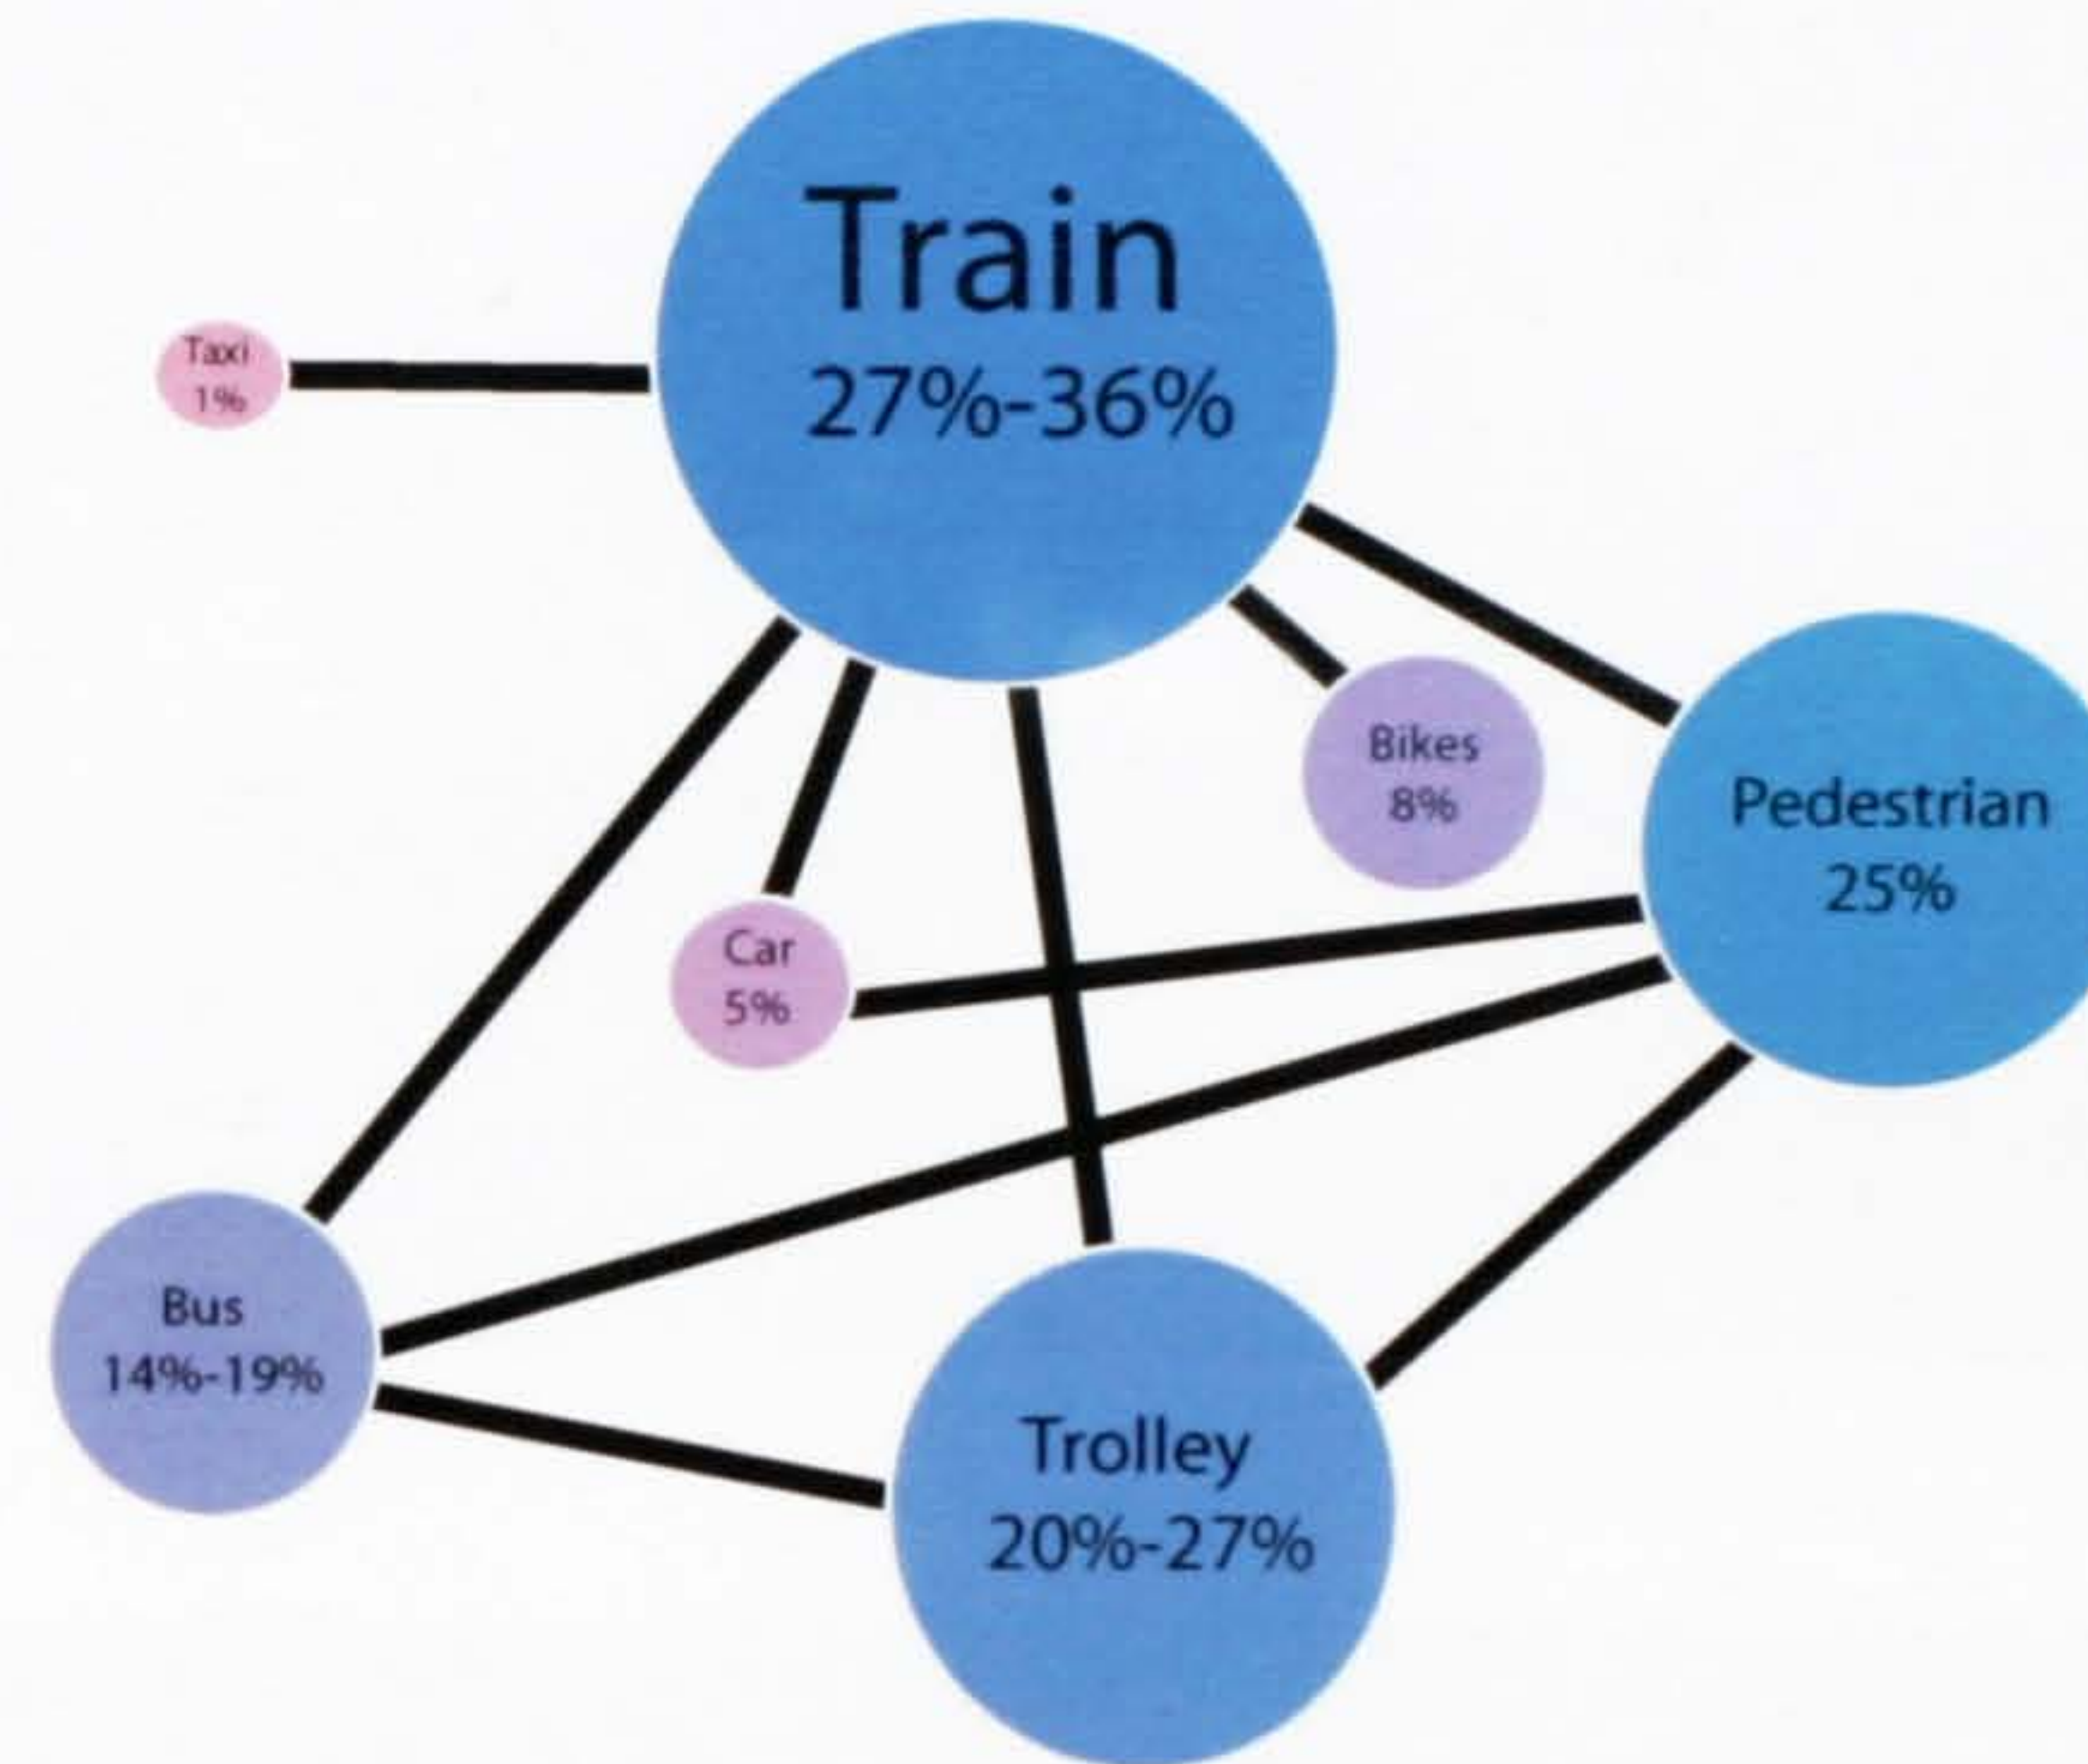 Train
27%-36%
Taxi
1%
Bikes
8%
Pedestrian
25%
Car
5%
Bus
14%-19%
Trolley
20%-27%